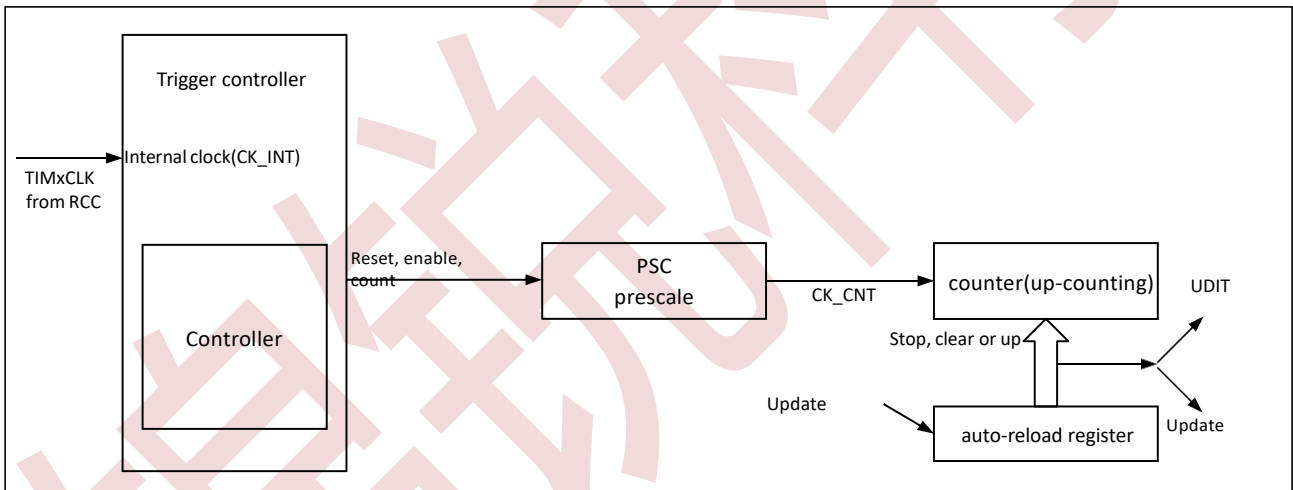 Trigger controller
Internal clock(CK_INT)
TIMxCLK
from RCC
Controller
Reset, enable,
count
PSC
prescale
CK_CNT
counter(up-counting)
UDIT
Stop, clear or up
Update
auto-reload register
Update